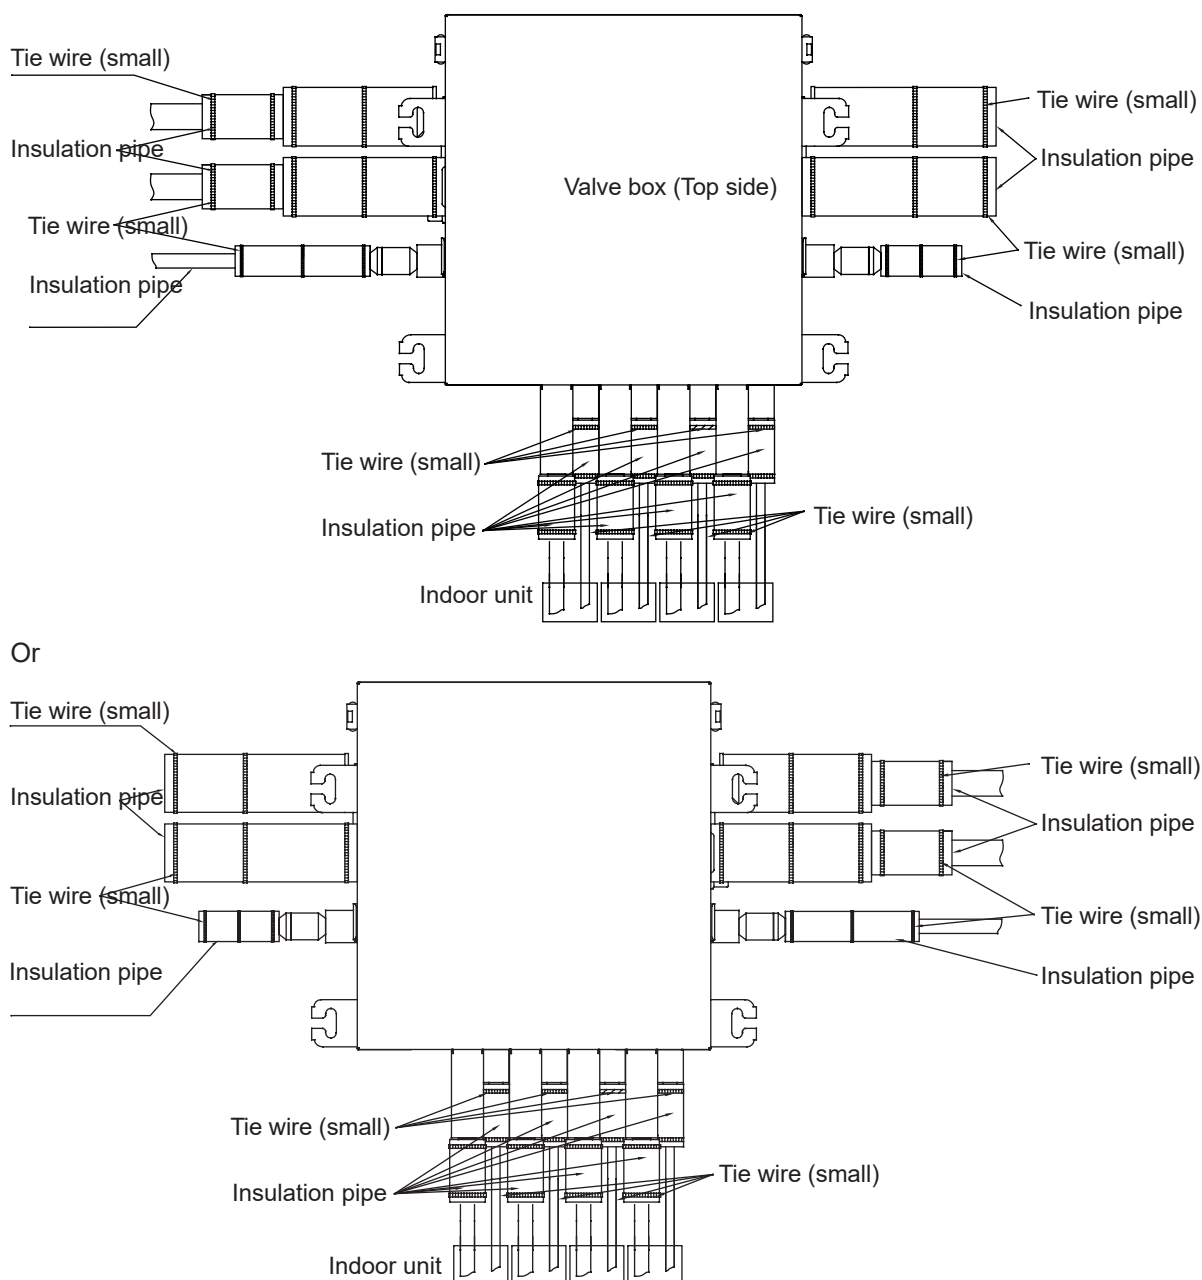 Tie wire (small)
Tie wire (small)
Insulation pipe
Insulation pipe
Valve box (Top side)
Tie wire (small)
Tie wire (small)
Insulation pipe
Insulation pipe
Tie wire (small)
Insulation pipe
Tie wire (small)
Indoor unit
Or
Tie wire (small)
Tie wire (small)
Insulation pipe
Insulation pipe
Tie wire (small)
Tie wire (small)
Insulation pipe
Insulation pipe
Tie wire (small)
Tie wire (small)
Insulation pipe
Indoor unit